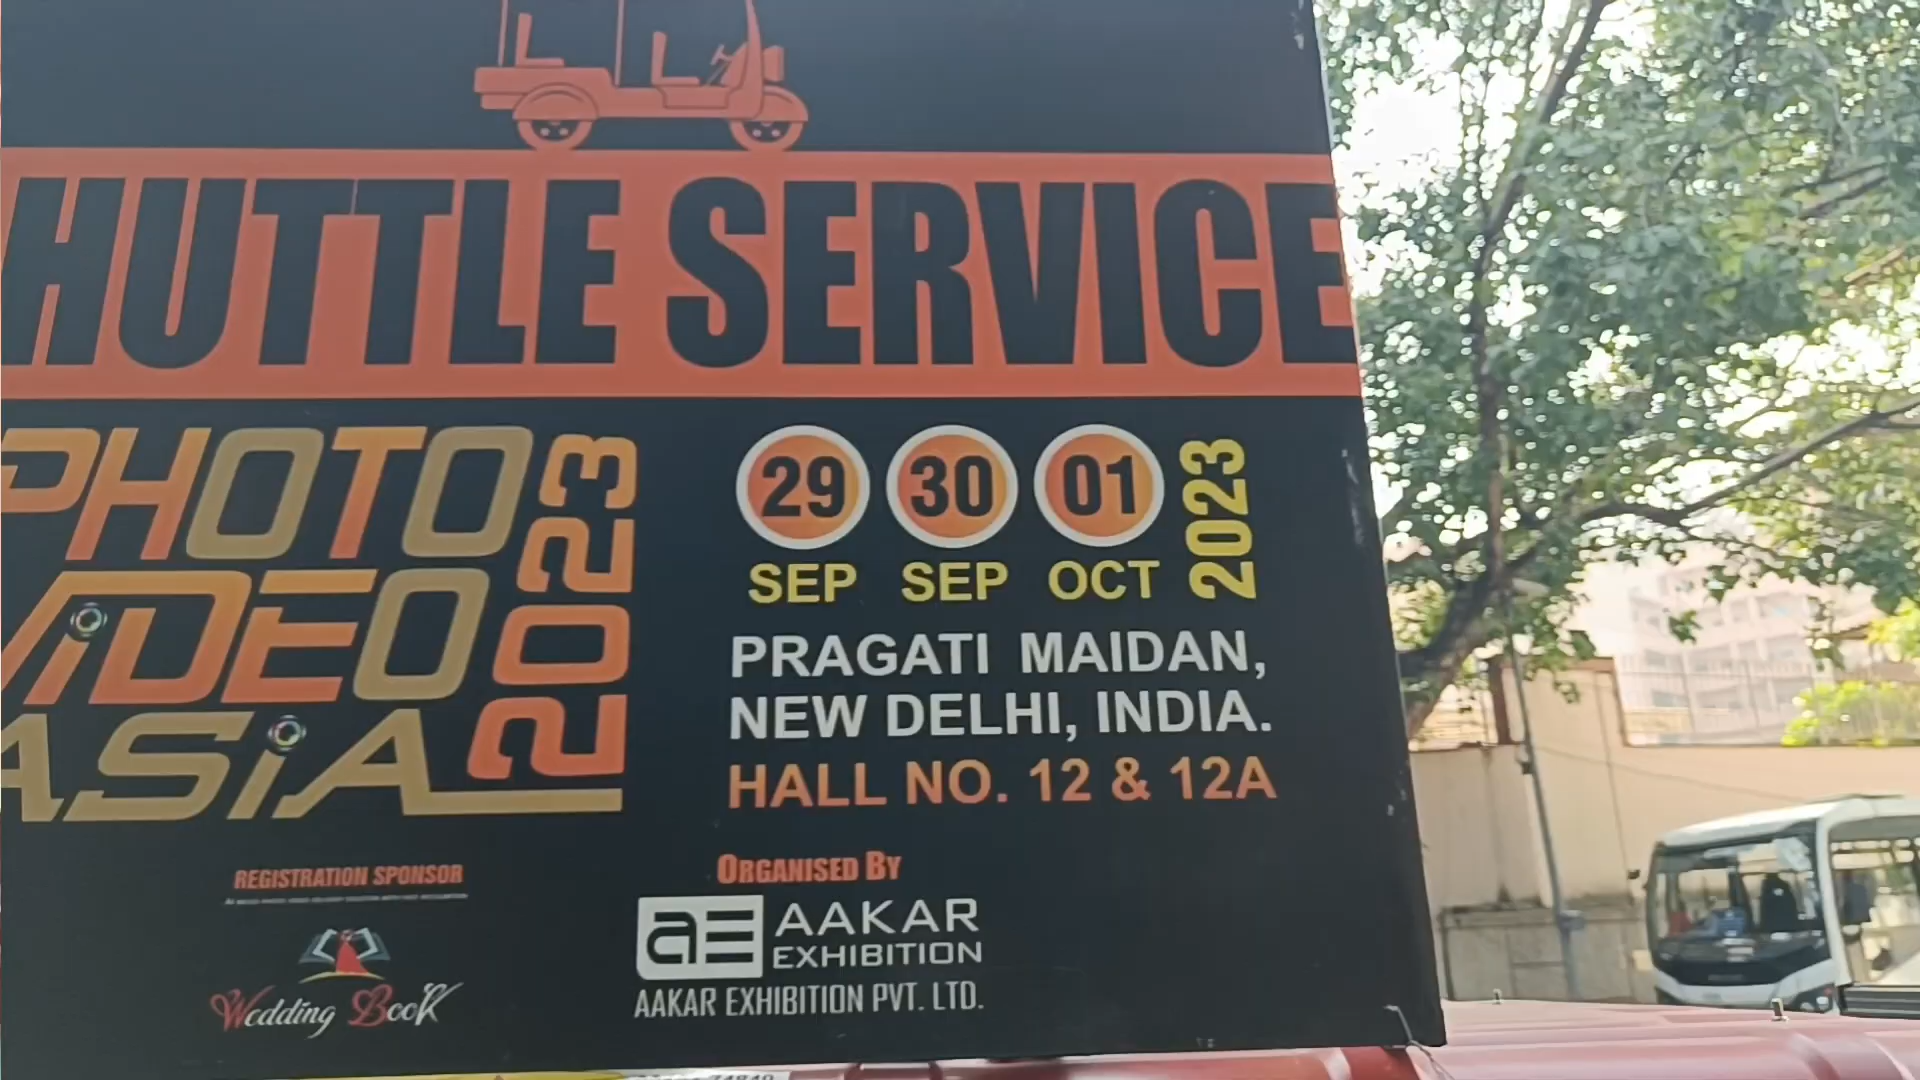 HUTTLE SERVICE
PHOTO
VIDEO
ASIA
2023
29 30 01
SEP SEP OCT
2023
PRAGATI MAIDAN,
NEW DELHI, INDIA.
HALL NO. 12 & 12A
REGISTRATION SPONSOR
Wedding Book
ORGANISED BY
aE AAKAR
EXHIBITION
AAKAR EXHIBITION PVT. LTD.